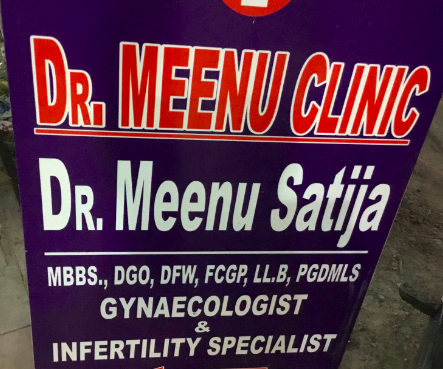 DR. MEENU CLINIC
DR. Meenu Satija
MBBS., DGO, DFW, FCGP, LL.B, PGDMLS
GYNAECOLOGIST
&
INFERTILITY SPECIALIST